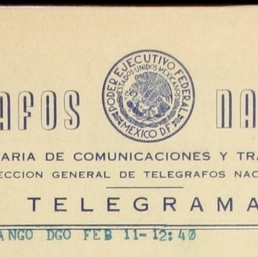 PODER EJECUTIVO FEDERAL
ESTADOS UNIDOS MEXICANOS
MEXICO D.F.
AFOS NA
ARIA DE COMUNICACIONES Y TRA
ECCION GENERAL DE TELEGRAFOS NAC
TELEGRAMA
ANGO DGO FEB 11-12:40